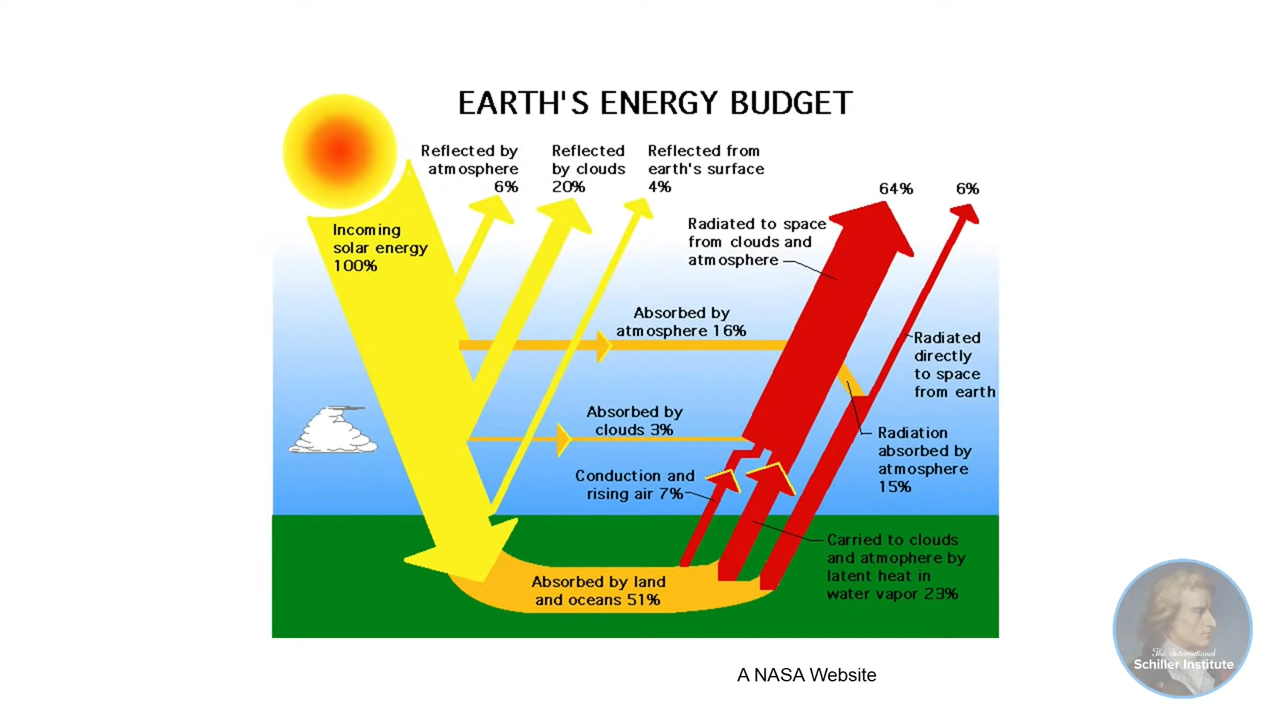 EARTH'S ENERGY BUDGET
Reflected by
atmosphere
6%
Reflected
by clouds
20%
Reflected from
earth's surface
4%
64%
6%
Incoming
solar energy
100%
Radiated to space
from clouds and
atmosphere
Absorbed by
atmosphere 16%
Radiated
directly
to space
from earth
Absorbed by
clouds 3%
Radiation
absorbed by
atmosphere
15%
Conduction and
rising air 7%
Carried to clouds
and atmophere by
latent heat in
water vapor 23%
Absorbed by land
and oceans 51%
A NASA Website
The International
Schiller Institute